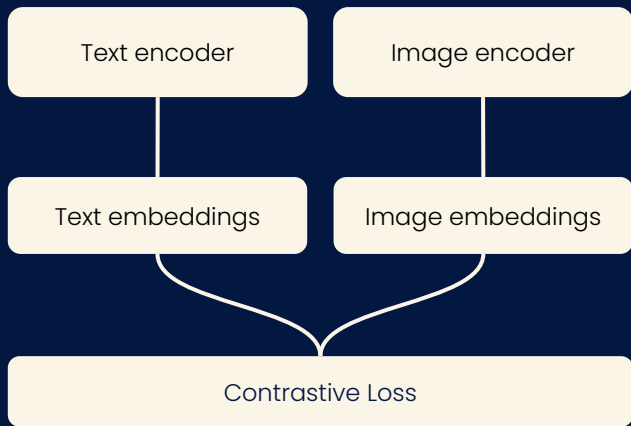 Text encoder
Image encoder
Text embeddings
Image embeddings
Contrastive Loss